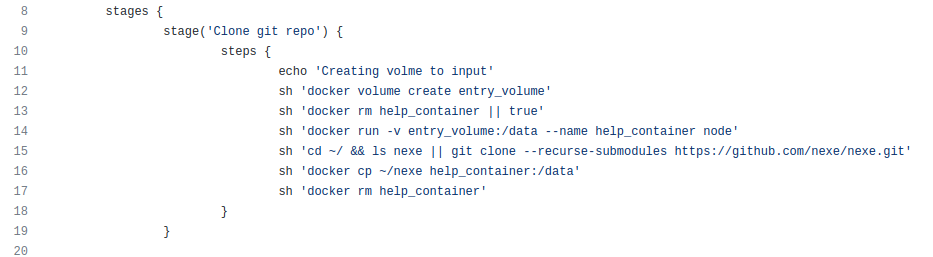 8 stages {
9 stage('Clone git repo') {
10 steps {
11 echo 'Creating volme to input'
12 sh 'docker volume create entry_volume'
13 sh 'docker rm help_container || true'
14 sh 'docker run -v entry_volume:/data --name help_container node'
15 sh 'cd ~/ && ls nexe || git clone --recurse-submodules https://github.com/nexe/nexe.git'
16 sh 'docker cp ~/nexe help_container:/data'
17 sh 'docker rm help_container'
18 }
19 }
20